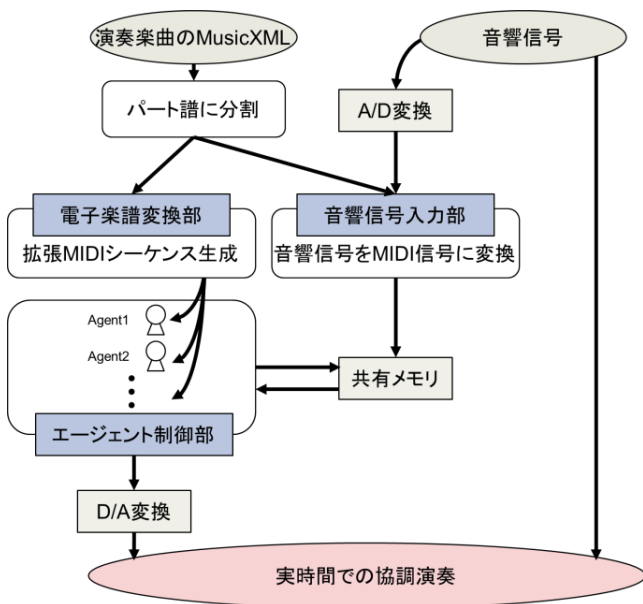 演奏楽曲のMusicXML
音響信号
パート譜に分割
A/D変換
電子楽譜変換部
音響信号入力部
拡張MIDIシーケンス生成
音響信号をMIDI信号に変換
Agent1
Agent2
共有メモリ
エージェント制御部
D/A変換
実時間での協調演奏